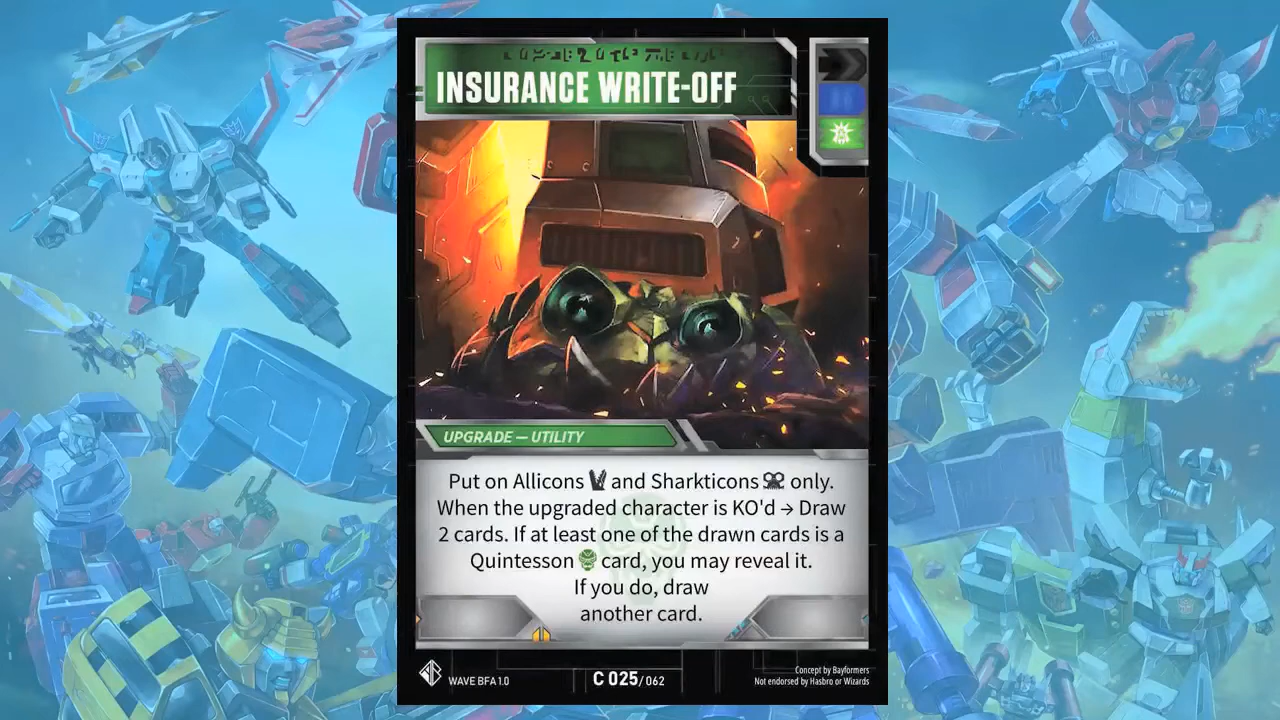 INSURANCE WRITE-OFF
UPGRADE — UTILITY
Put on Allicons and Sharkticons only.
When the upgraded character is KO'd → Draw
2 cards. If at least one of the drawn cards is a
Quintesson card, you may reveal it.
If you do, draw
another card.
WAVE BFA 1.0
C 025/062
Concept by Bayformers
Not endorsed by Hasbro or Wizards